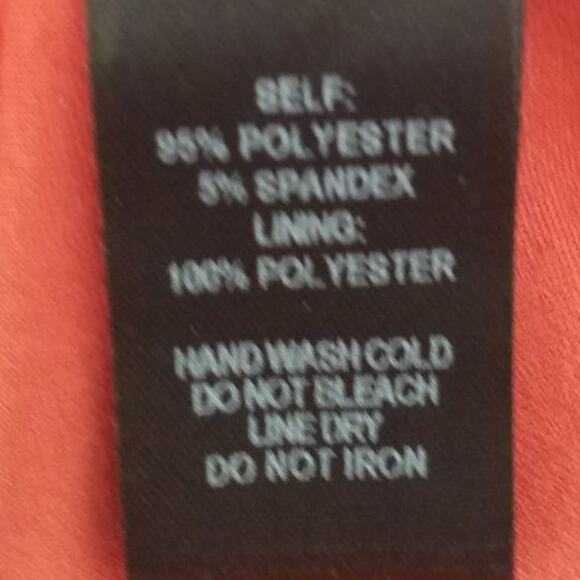 SELF:
95% POLYESTER
5% SPANDEX
LINING:
100% POLYESTER
HAND WASH COLD
DO NOT BLEACH
LINE DRY
DO NOT IRON